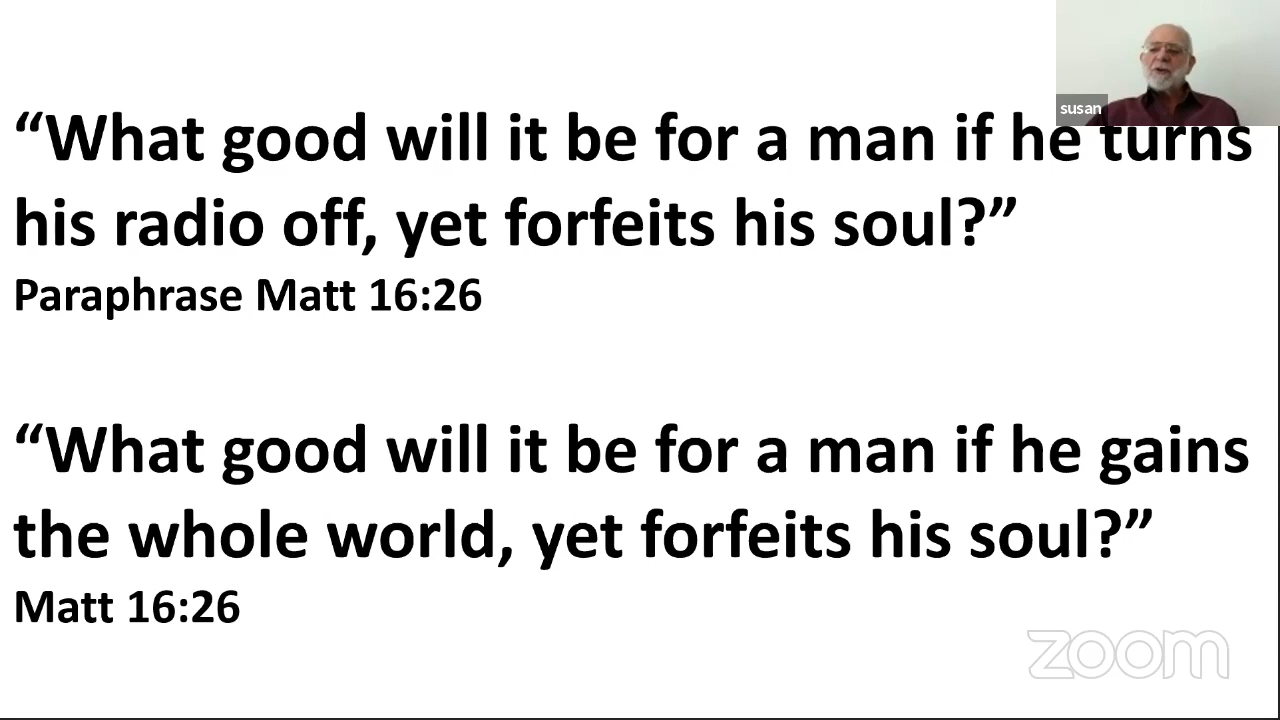 susan
“What good will it be for a man if he turns
his radio off, yet forfeits his soul?”
Paraphrase Matt 16:26
“What good will it be for a man if he gains
the whole world, yet forfeits his soul?”
Matt 16:26
zoom